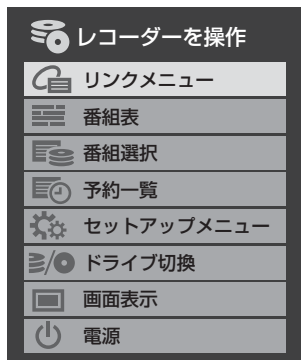 レコーダーを操作
リンクメニュー
番組表
番組選択
予約一覧
セットアップメニュー
ドライブ切換
画面表示
電源